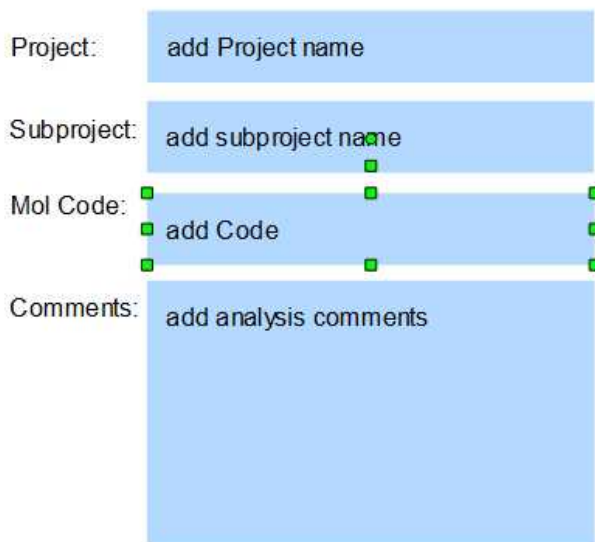 Project: add Project name
Subproject: add subproject name
Mol Code: add Code
Comments: add analysis comments